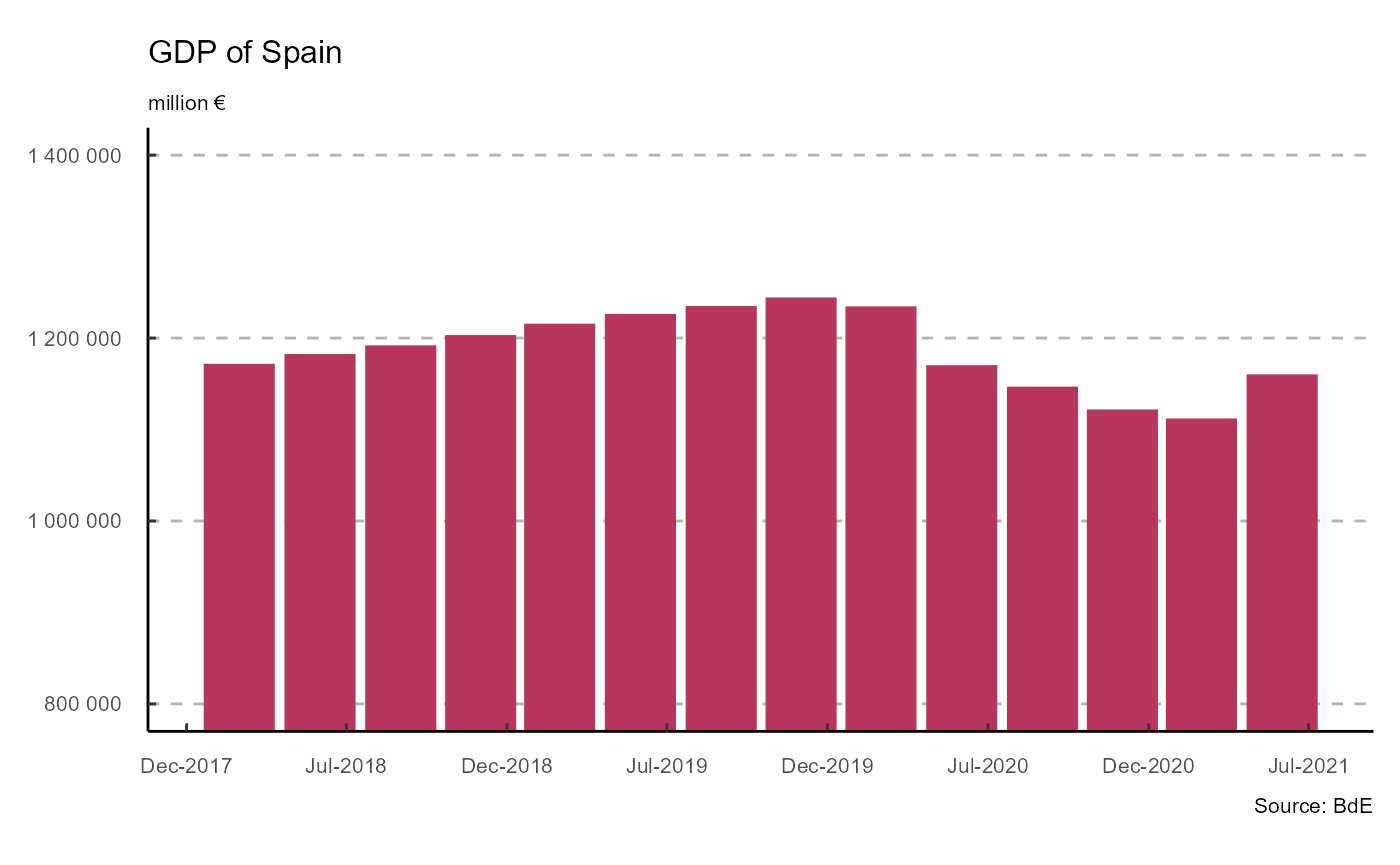 GDP of Spain
million €
1 400 000
1 200 000
1 000 000
800 000
Dec-2017 Jul-2018 Dec-2018 Jul-2019 Dec-2019 Jul-2020 Dec-2020 Jul-2021
Source: BdE